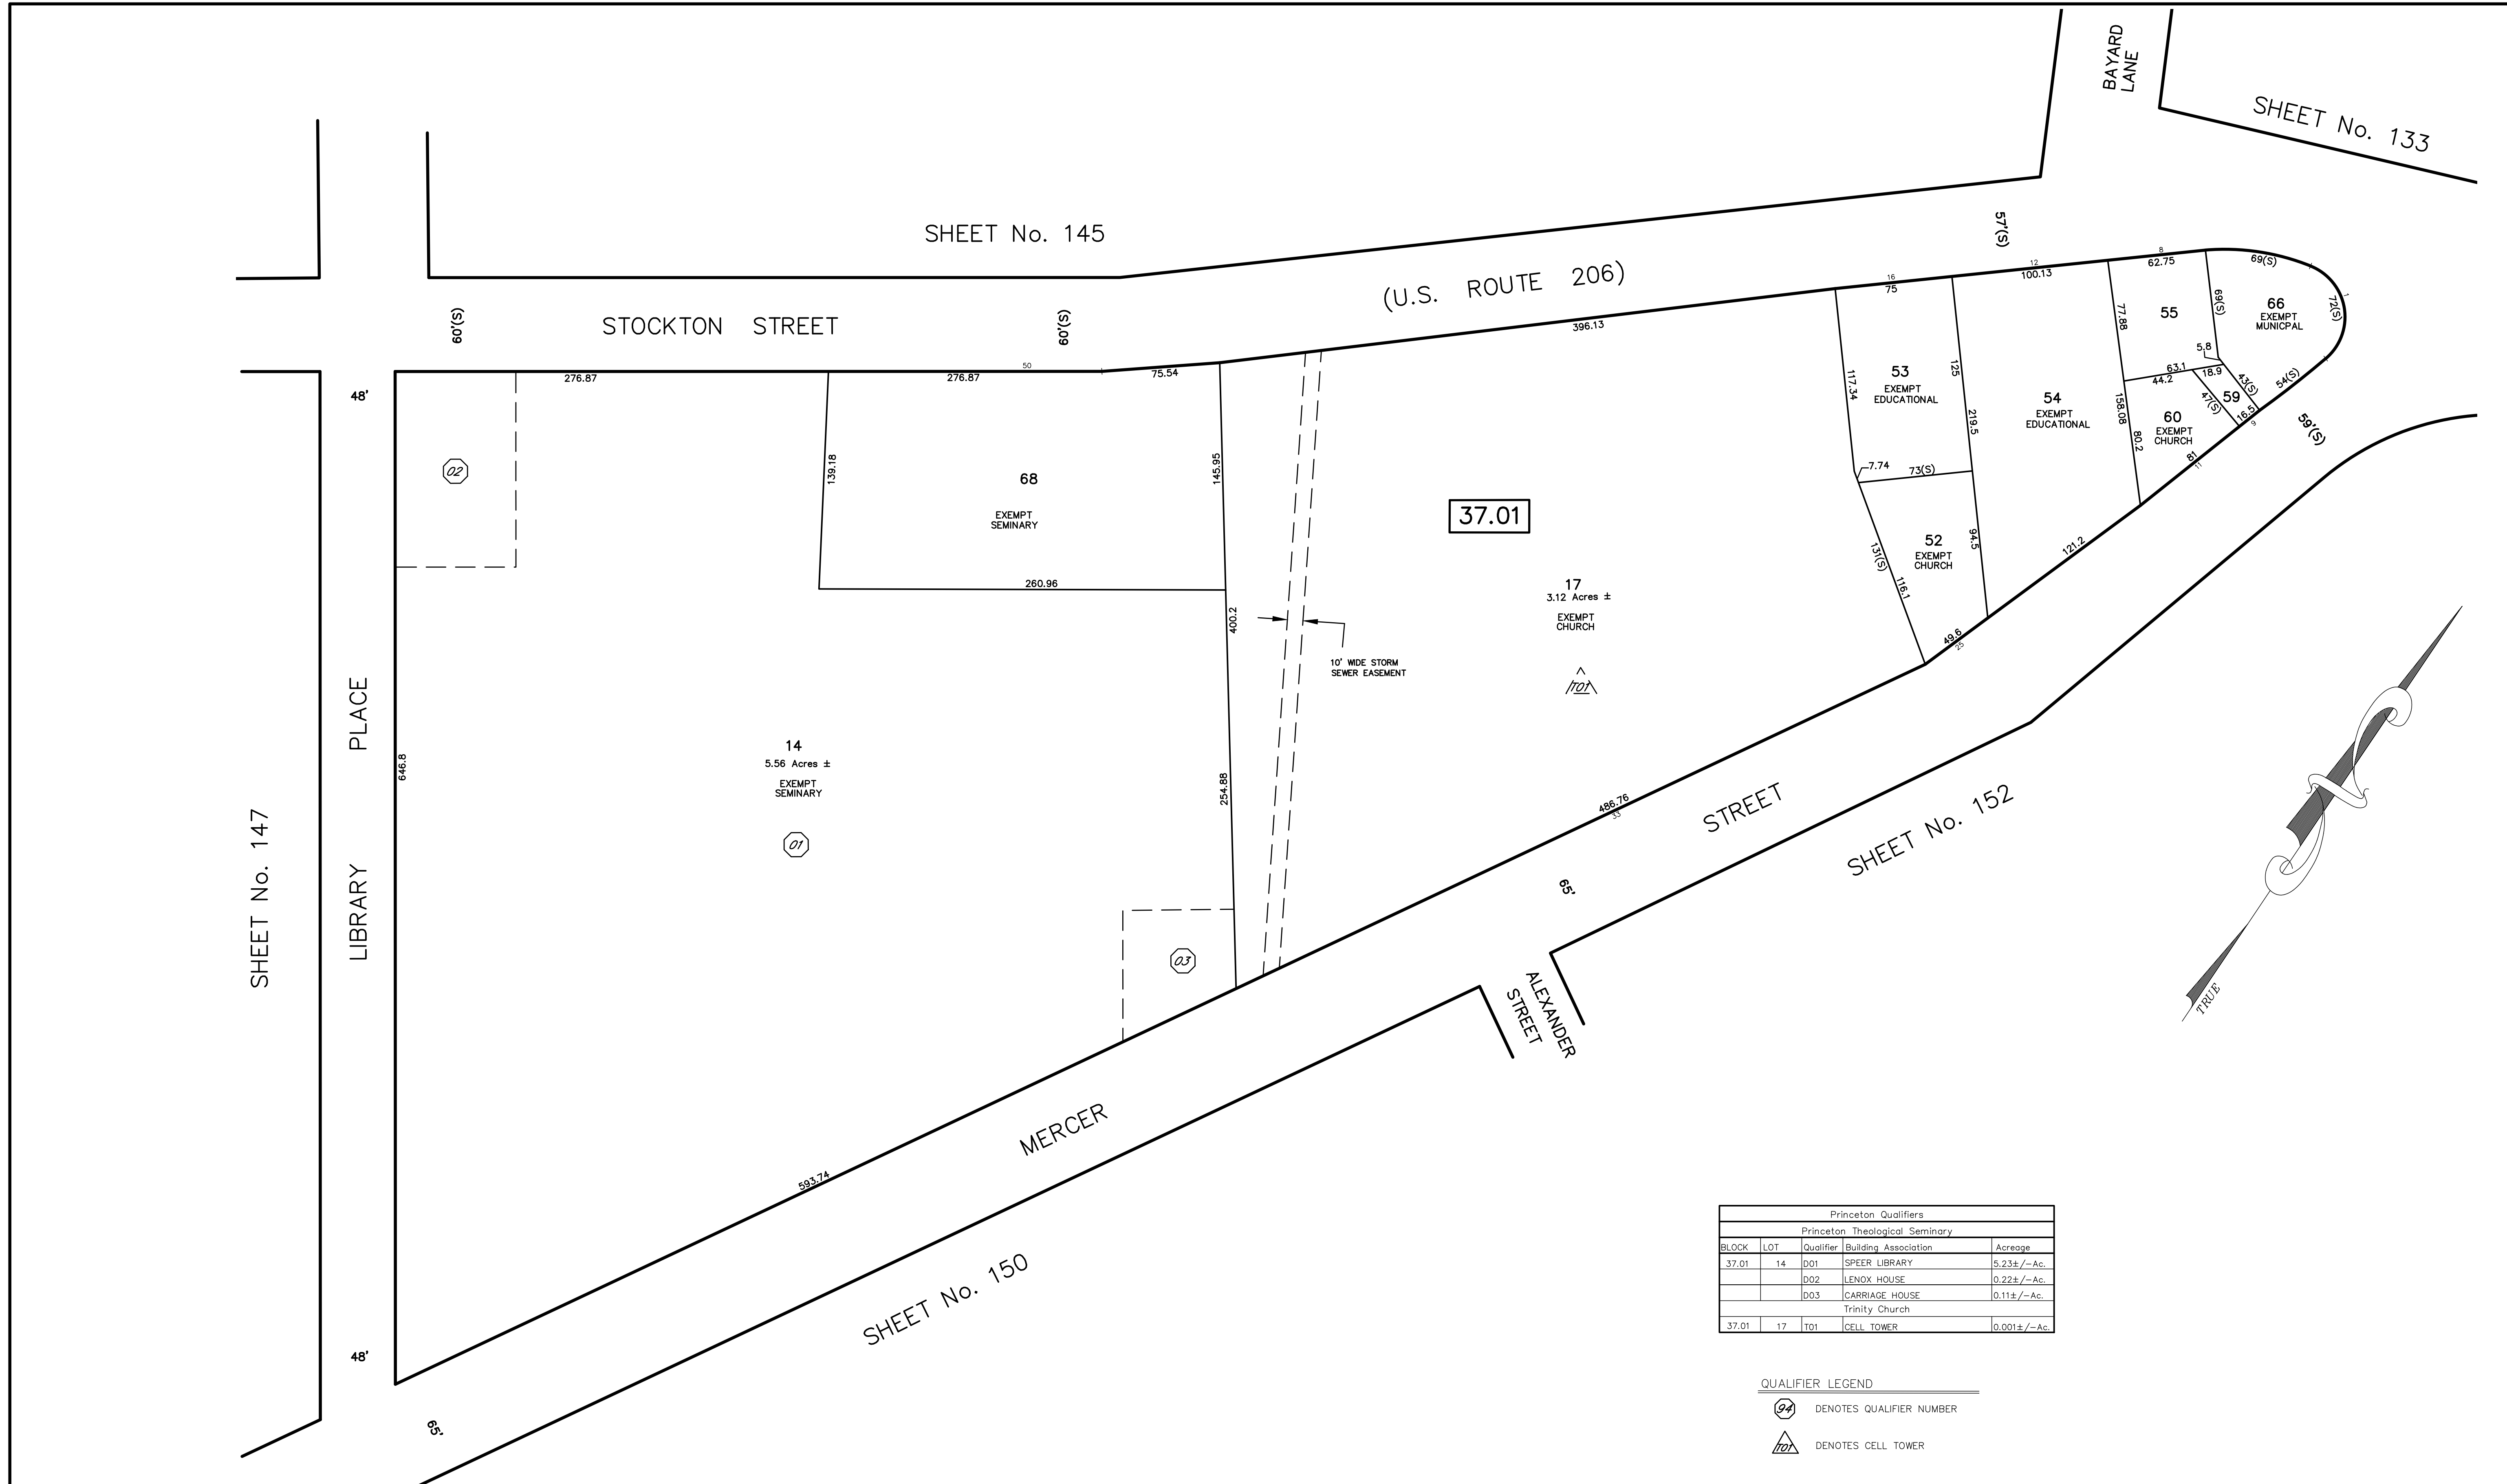 BAYARD
LANE
SHEET No. 133
SHEET No. 145
57'(S)
(U.S. ROUTE 206)
STOCKTON STREET
60'(S)
60'(S)
48'
276.87
276.87
50
75.54
396.13
16
75
12
100.13
8
62.75
69(S)
1
72(S)
66
EXEMPT
MUNICPAL
69(S)
55
77.88
5.8
63.1
18.9
44.2
43(S)
54(S)
59
16.5
9
47(S)
60
EXEMPT
CHURCH
158.08
80.2
81
11
59'(S)
53
EXEMPT
EDUCATIONAL
117.34
125
219.5
54
EXEMPT
EDUCATIONAL
7.74
73(S)
94.5
121.2
52
EXEMPT
CHURCH
131(S)
116.1
49.6
25
02
139.18
68
EXEMPT
SEMINARY
145.95
260.96
400.2
37.01
17
3.12 Acres ±
EXEMPT
CHURCH
T01
10' WIDE STORM
SEWER EASEMENT
14
5.56 Acres ±
EXEMPT
SEMINARY
01
254.88
03
646.8
LIBRARY PLACE
SHEET No. 147
486.76
33
MERCER STREET
65'
SHEET No. 152
ALEXANDER
STREET
593.74
SHEET No. 150
48'
65'
TRUE
Princeton Qualifiers
Princeton Theological Seminary
BLOCK LOT Qualifier Building Association Acreage
37.01 14 D01 SPEER LIBRARY 5.23±/-Ac.
D02 LENOX HOUSE 0.22±/-Ac.
D03 CARRIAGE HOUSE 0.11±/-Ac.
Trinity Church
37.01 17 T01 CELL TOWER 0.001±/-Ac.
QUALIFIER LEGEND
94 DENOTES QUALIFIER NUMBER
T01 DENOTES CELL TOWER